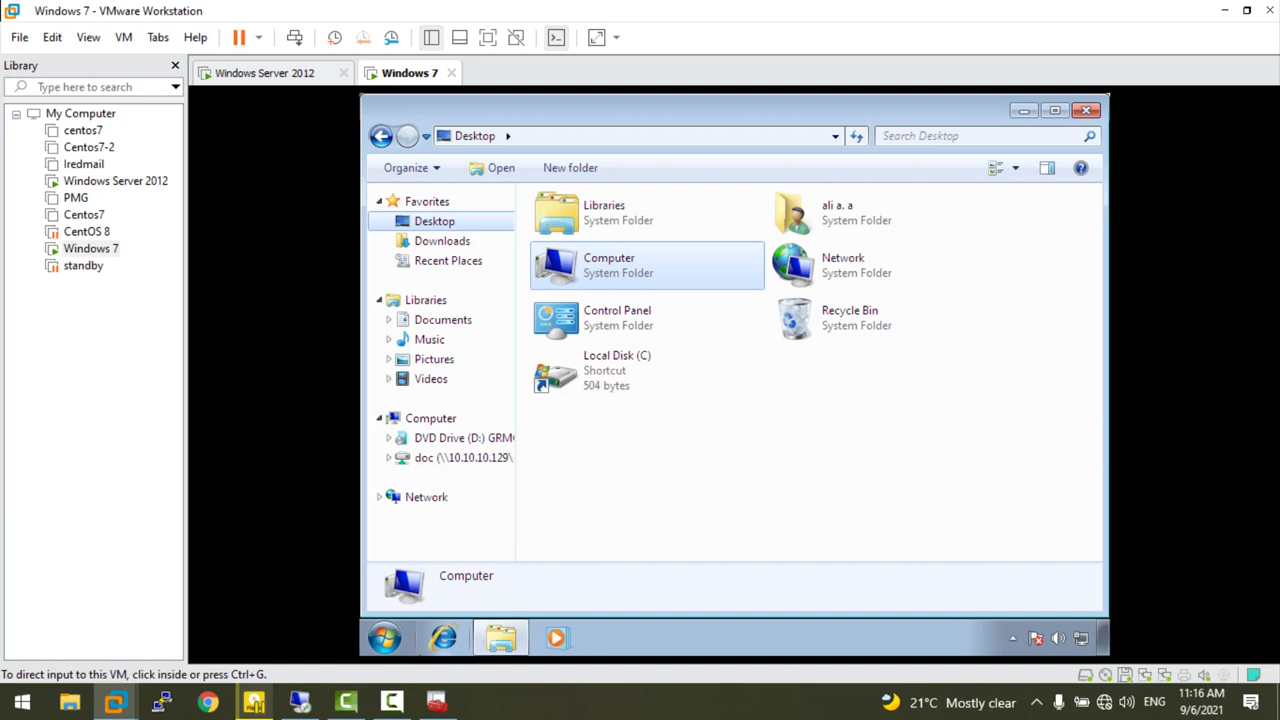 Windows 7 - VMware Workstation
File Edit View VM Tabs Help
Library
Type here to search
My Computer
centos7
Centos7-2
Iredmail
Windows Server 2012
PMG
Centos7
CentOS 8
Windows 7
standby
Windows Server 2012
Windows 7
Desktop
Search Desktop
Organize Open New folder
Favorites
Desktop
Downloads
Recent Places
Libraries
Documents
Music
Pictures
Videos
Computer
DVD Drive (D:) GRM
doc (\\10.10.10.129\
Network
Libraries
System Folder
ali a. a
System Folder
Computer
System Folder
Network
System Folder
Control Panel
System Folder
Recycle Bin
System Folder
Local Disk (C)
Shortcut
504 bytes
Computer
To direct input to this VM, click inside or press Ctrl+G.
21°C Mostly clear
ENG
11:16 AM
9/6/2021